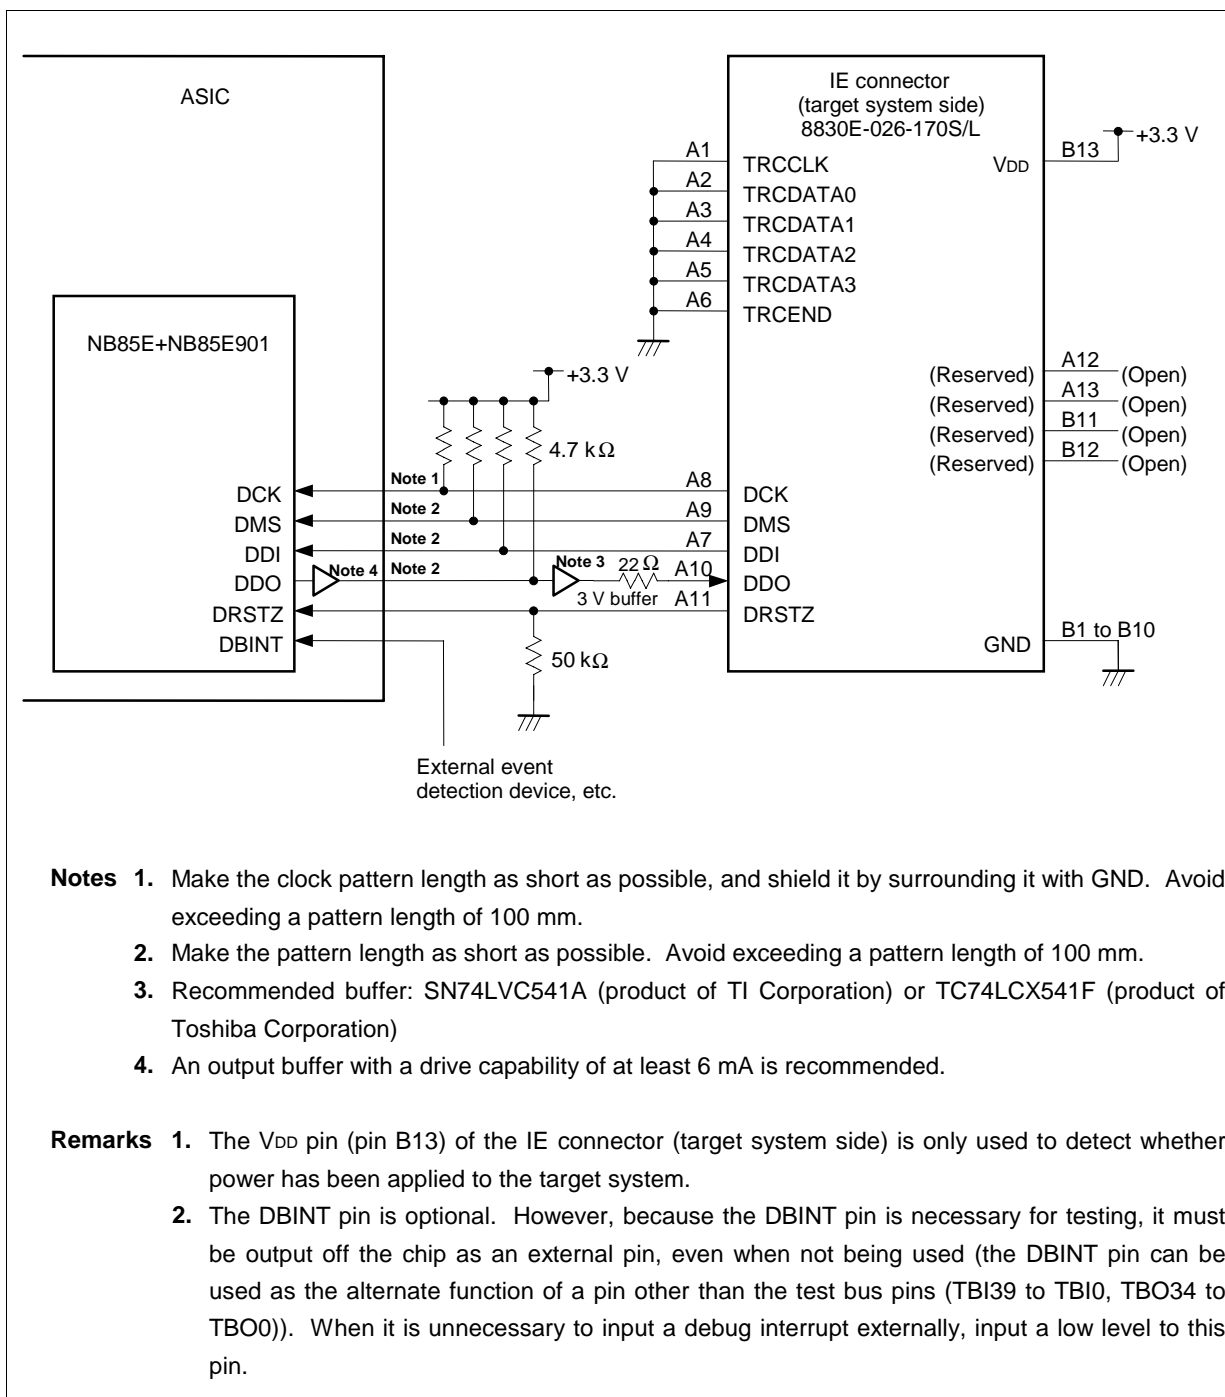 ASIC
NB85E+NB85E901
DCK
DMS
DDI
DDO
DRSTZ
DBINT
Note 1
Note 2
Note 2
Note 4
Note 2
+3.3 V
4.7 kΩ
Note 3
3 V buffer
22 Ω
50 kΩ
External event
detection device, etc.
IE connector
(target system side)
8830E-026-170S/L
A1
TRCCLK
A2
TRCDATA0
A3
TRCDATA1
A4
TRCDATA2
A5
TRCDATA3
A6
TRCEND
A8
DCK
A9
DMS
A7
DDI
A10
DDO
A11
DRSTZ
VDD
B13
+3.3 V
(Reserved)
A12
(Open)
(Reserved)
A13
(Open)
(Reserved)
B11
(Open)
(Reserved)
B12
(Open)
GND
B1 to B10
Notes 1. Make the clock pattern length as short as possible, and shield it by surrounding it with GND. Avoid
exceeding a pattern length of 100 mm.
2. Make the pattern length as short as possible. Avoid exceeding a pattern length of 100 mm.
3. Recommended buffer: SN74LVC541A (product of TI Corporation) or TC74LCX541F (product of
Toshiba Corporation)
4. An output buffer with a drive capability of at least 6 mA is recommended.
Remarks 1. The VDD pin (pin B13) of the IE connector (target system side) is only used to detect whether
power has been applied to the target system.
2. The DBINT pin is optional. However, because the DBINT pin is necessary for testing, it must
be output off the chip as an external pin, even when not being used (the DBINT pin can be
used as the alternate function of a pin other than the test bus pins (TBI39 to TBI0, TBO34 to
TBO0)). When it is unnecessary to input a debug interrupt externally, input a low level to this
pin.